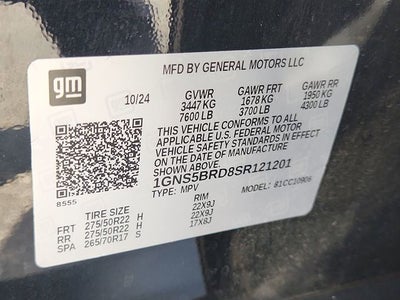 gm
MFD BY GENERAL MOTORS LLC
10/24 GVWR GAWR FRT GAWR RR
3447 KG 1678 KG 1950 KG
7600 LB 3700 LB 4300 LB
THIS VEHICLE CONFORMS TO ALL
APPLICABLE U.S. FEDERAL MOTOR
VEHICLE SAFETY STANDARDS IN EFFECT
ON THE DATE OF MANUFACTURE SHOWN ABOVE.
1GNS5BRD8SR121201
8555 TYPE: MPV MODEL: 81CC10906
TIRE SIZE RIM
FRT 275/50R22 H 22X9J
RR 275/50R22 H 22X9J
SPA 265/70R17 S 17X8J